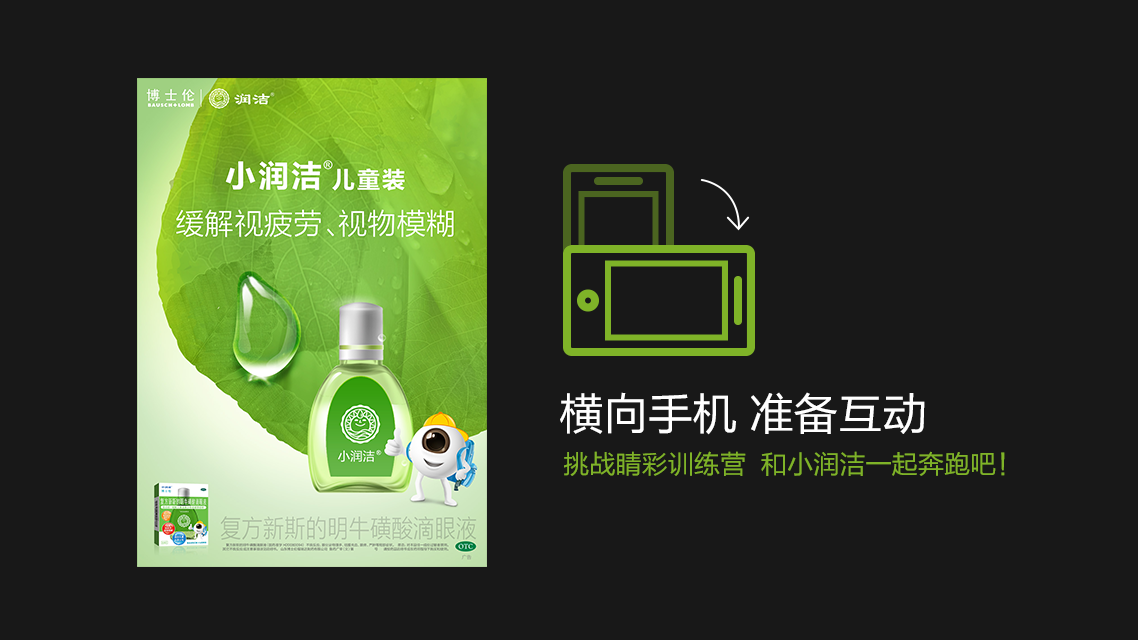 博士伦
BAUSCH+LOMB
润洁®
小润洁®儿童装
缓解视疲劳、视物模糊
小润洁®
复方新斯的明牛磺酸滴眼液
OTC
广告
横向手机 准备互动
挑战睛彩训练营 和小润洁一起奔跑吧!